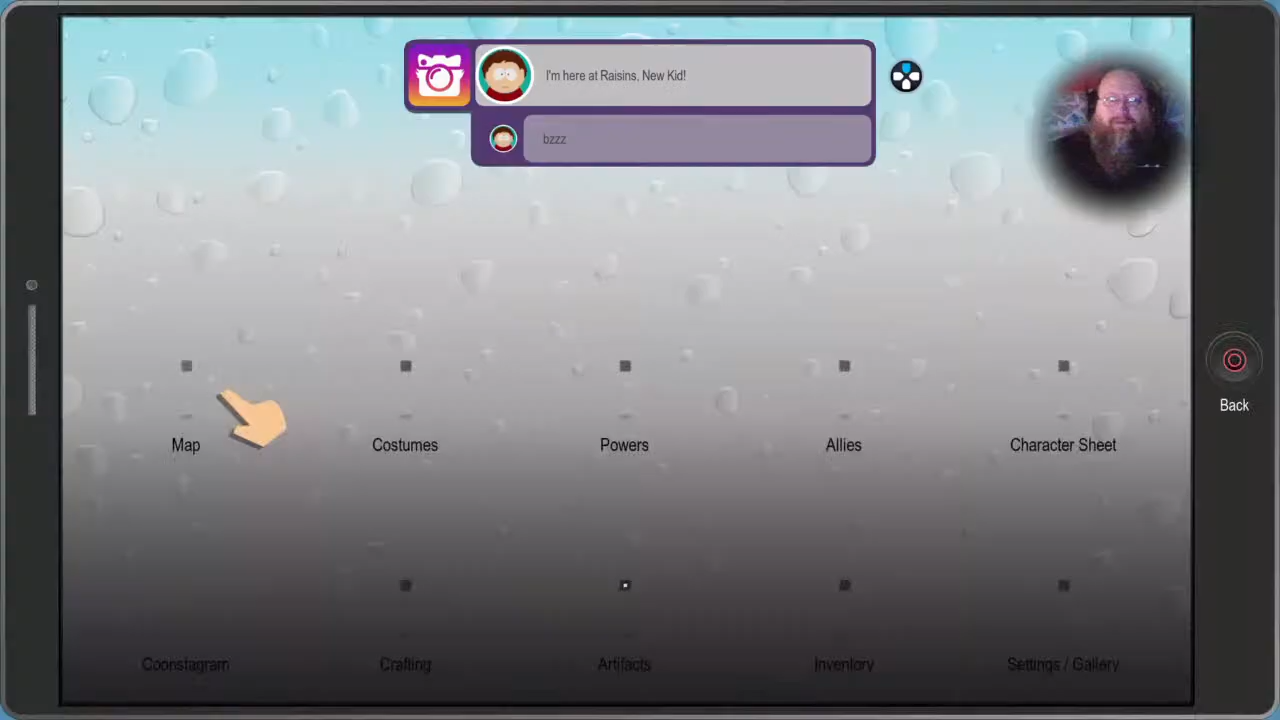 I'm here at Raisins, New Kid!
bzzz
Back
Map
Costumes
Powers
Allies
Character Sheet
Coonstagram
Crafting
Artifacts
Inventory
Settings / Gallery